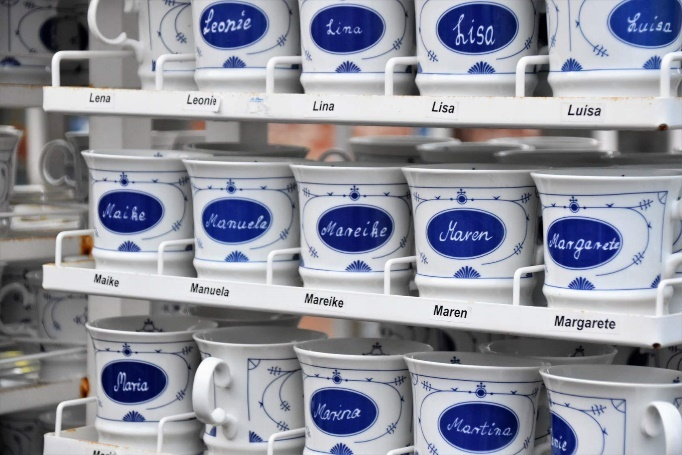 Leonie
Lina
Lisa
Luisa
Lena
Leonie
Lina
Lisa
Luisa
Maike
Manuela
Mareike
Maren
Margarete
Maike
Manuela
Mareike
Maren
Margarete
Maria
Marina
Martina